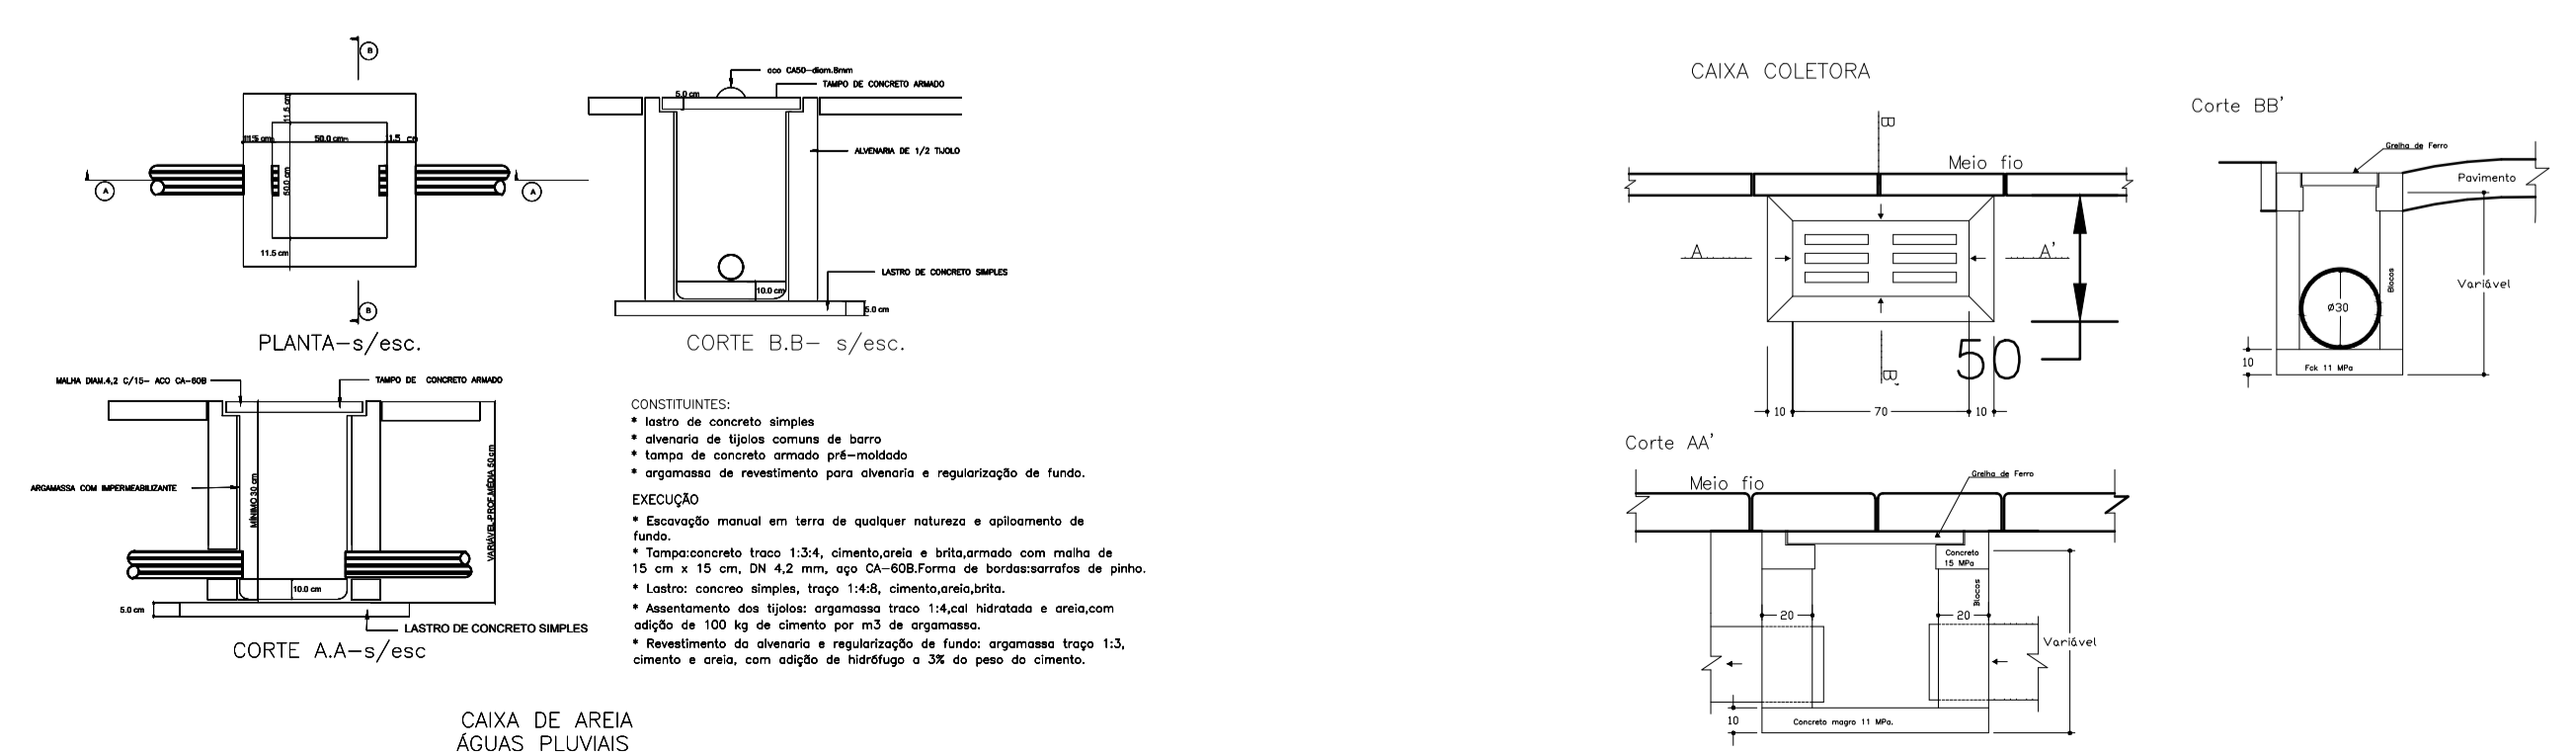 B
11.5 cm
11.5 cm
50.0 cm
11.5 cm
50.0 cm
A
A
11.5 cm
B
PLANTA-s/esc.
aco CA50-diam.8mm
TAMPO DE CONCRETO ARMADO
5.0 cm
ALVENARIA DE 1/2 TIJOLO
LASTRO DE CONCRETO SIMPLES
10.0 cm
5.0 cm
CORTE B.B- s/esc.
MALHA DIAM.4,2 C/15- ACO CA-60B
TAMPO DE CONCRETO ARMADO
ARGAMASSA COM IMPERMEABILIZANTE
MÍNIMO 30 cm
VARIÁVEL-PROF.MÉDIA 50 cm
10.0 cm
5.0 cm
LASTRO DE CONCRETO SIMPLES
CORTE A.A-s/esc
CONSTITUINTES:
* lastro de concreto simples
* alvenaria de tijolos comuns de barro
* tampa de concreto armado pré-moldado
* argamassa de revestimento para alvenaria e regularização de fundo.
EXECUÇÃO
* Escavação manual em terra de qualquer natureza e apiloamento de
fundo.
* Tampa:concreto traco 1:3:4, cimento,areia e brita,armado com malha de
15 cm x 15 cm, DN 4,2 mm, aço CA-60B.Forma de bordas:sarrafos de pinho.
* Lastro: concreo simples, traço 1:4:8, cimento,areia,brita.
* Assentamento dos tijolos: argamassa traco 1:4,cal hidratada e areia,com
adição de 100 kg de cimento por m3 de argamassa.
* Revestimento da alvenaria e regularização de fundo: argamassa traço 1:3,
cimento e areia, com adição de hidrófugo a 3% do peso do cimento.
CAIXA DE AREIA
ÁGUAS PLUVIAIS
CAIXA COLETORA
B
Meio fio
A
A'
B'
50
10
70
10
Corte BB'
Grelha de Ferro
Pavimento
Blocos
Variável
Ø30
10
Fck 11 MPa
Corte AA'
Grelha de Ferro
Meio fio
Concreto
15 MPa
Blocos
20
20
Variável
10
Concreto magro 11 MPa.